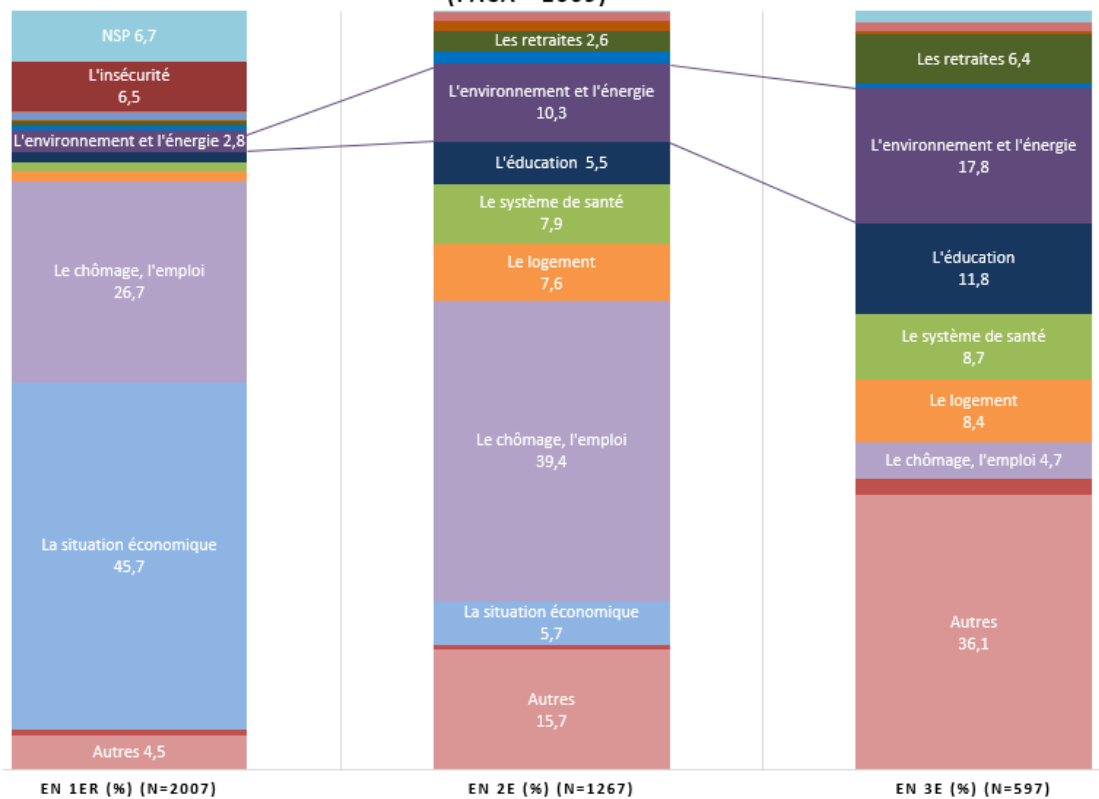 (PACA - 2009)
NSP 6,7
L'insécurité
6,5
L'environnement et l'énergie 2,8
Le chômage, l'emploi
26,7
La situation économique
45,7
Autres 4,5
EN 1ER (%) (N=2007)
Les retraites 2,6
L'environnement et l'énergie
10,3
L'éducation 5,5
Le système de santé
7,9
Le logement
7,6
Le chômage, l'emploi
39,4
La situation économique
5,7
Autres
15,7
EN 2E (%) (N=1267)
Les retraites 6,4
L'environnement et l'énergie
17,8
L'éducation
11,8
Le système de santé
8,7
Le logement
8,4
Le chômage, l'emploi 4,7
Autres
36,1
EN 3E (%) (N=597)